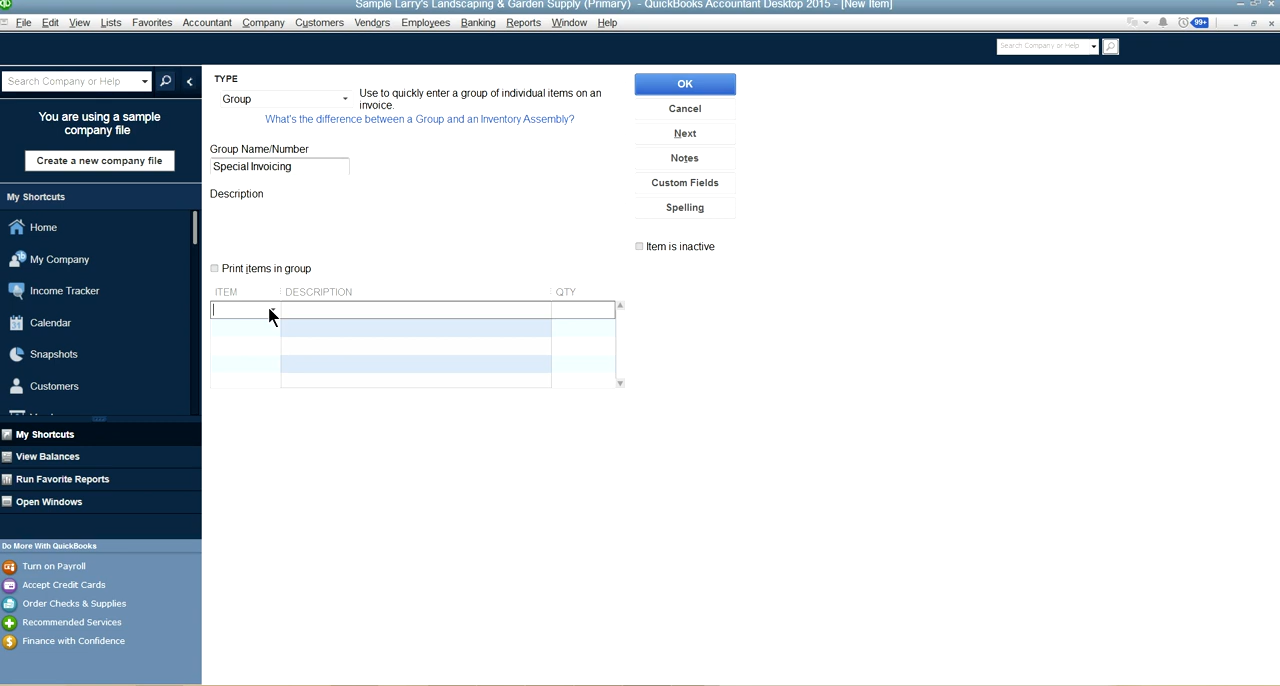 Sample Larry's Landscaping & Garden Supply (Primary) - QuickBooks Accountant Desktop 2015 - [New Item]
File Edit View Lists Favorites Accountant Company Customers Vendors Employees Banking Reports Window Help
99+
Search Company or Help
Search Company or Help
You are using a sample
company file
Create a new company file
My Shortcuts
Home
My Company
Income Tracker
Calendar
Snapshots
Customers
My Shortcuts
View Balances
Run Favorite Reports
Open Windows
Do More With QuickBooks
Turn on Payroll
Accept Credit Cards
Order Checks & Supplies
Recommended Services
Finance with Confidence
TYPE
Group
Use to quickly enter a group of individual items on an
invoice.
What's the difference between a Group and an Inventory Assembly?
Group Name/Number
Special Invoicing
Description
Print items in group
ITEM DESCRIPTION QTY
OK
Cancel
Next
Notes
Custom Fields
Spelling
Item is inactive